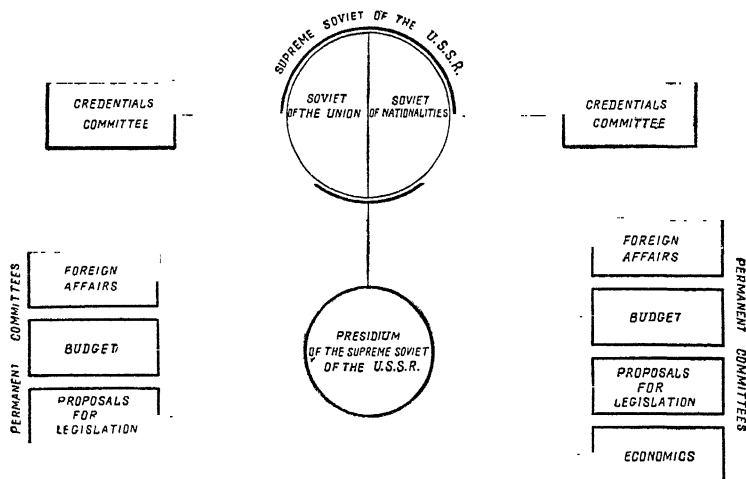 SUPREME SOVIET OF THE U.S.S.R.
CREDENTIALS
COMMITTEE
SOVIET
OF THE UNION
SOVIET
OF NATIONALITIES
CREDENTIALS
COMMITTEE
PERMANENT COMMITTEES
FOREIGN
AFFAIRS
BUDGET
PROPOSALS
FOR
LEGISLATION
PRESIDIUM
OF THE SUPREME SOVIET
OF THE U.S.S.R.
FOREIGN
AFFAIRS
BUDGET
PROPOSALS
FOR
LEGISLATION
ECONOMICS
PERMANENT COMMITTEES